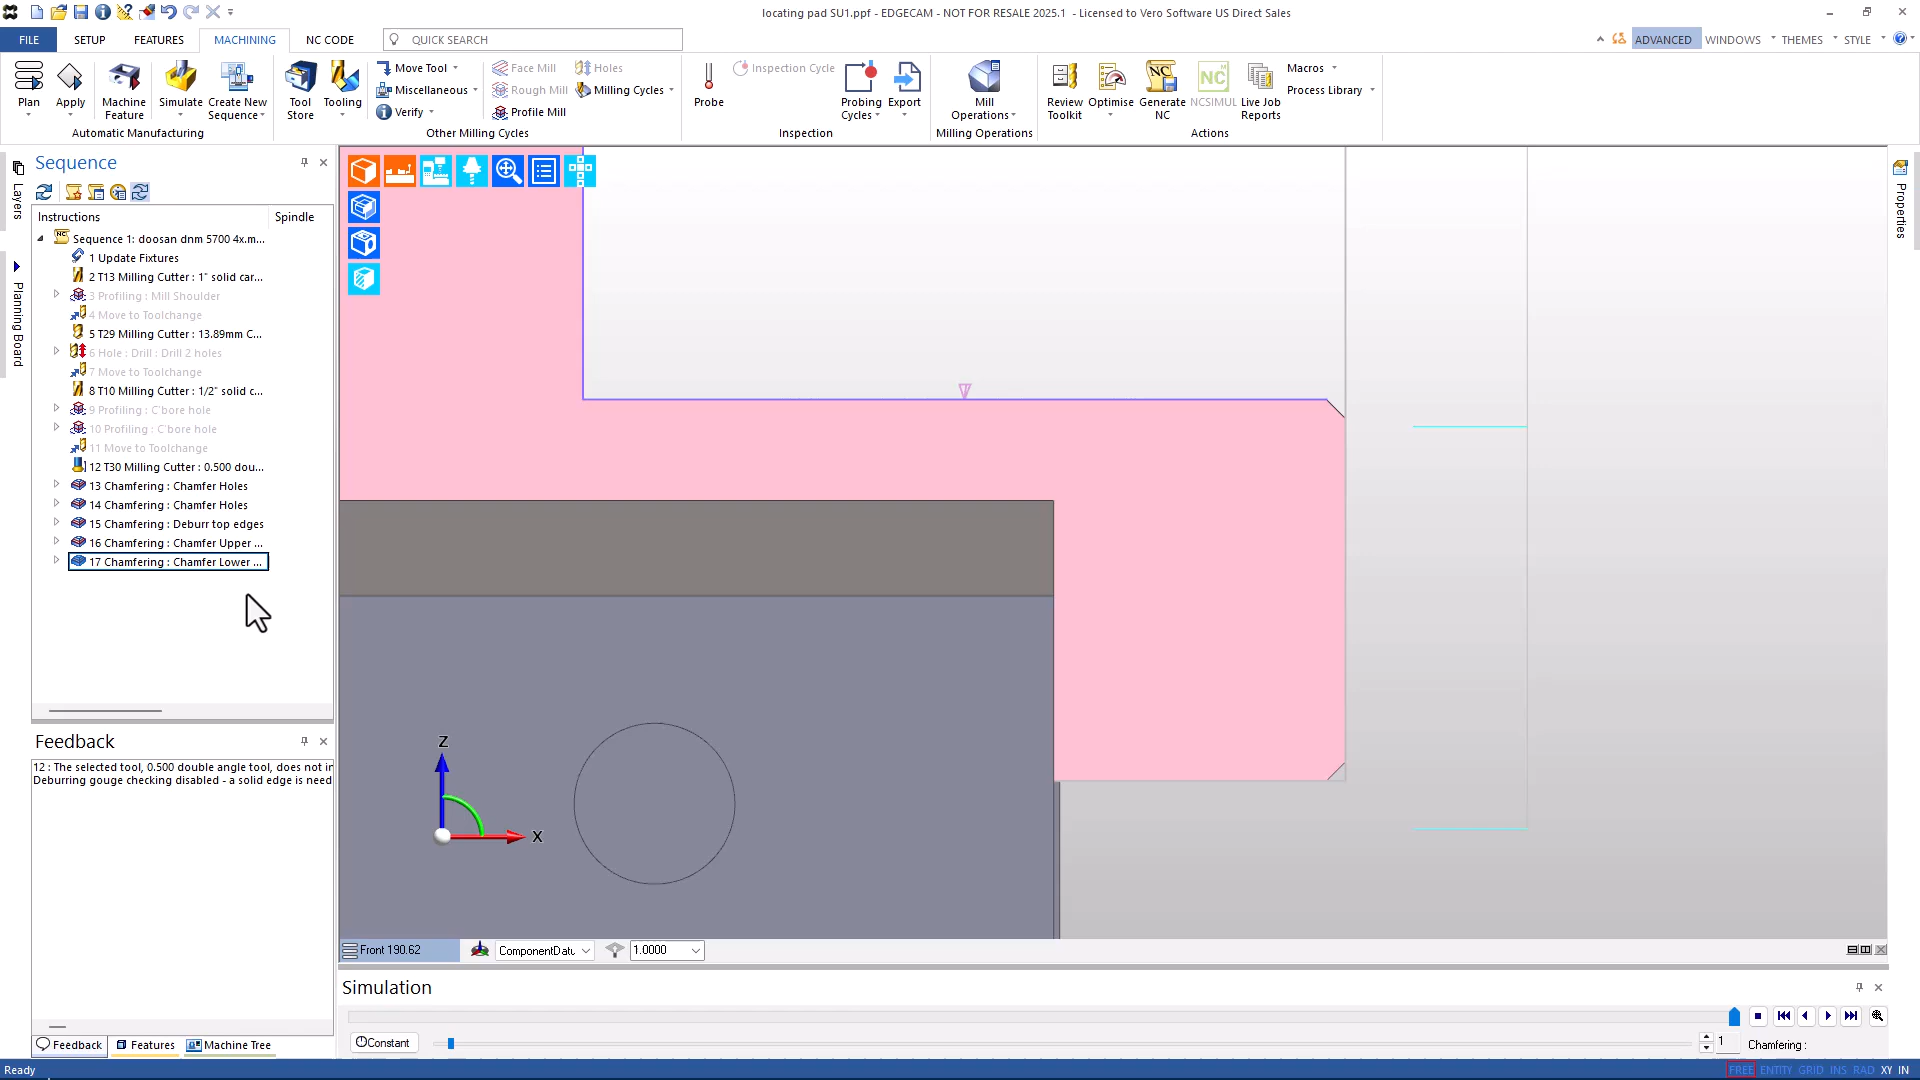 locating pad SU1.ppf - EDGECAM - NOT FOR RESALE 2025.1 - Licensed to Vero Software US Direct Sales
FILE SETUP FEATURES MACHINING NC CODE QUICK SEARCH ADVANCED WINDOWS THEMES STYLE
Plan Apply Machine Feature Simulate Create New Sequence
Automatic Manufacturing
Tool Store Tooling Move Tool Miscellaneous Verify Face Mill Rough Mill Profile Mill Holes Milling Cycles
Other Milling Cycles
Probe Inspection Cycle Probing Cycles Export
Inspection
Mill Operations
Milling Operations
Review Toolkit Optimise Generate NC NCSIMUL Live Job Reports Macros Process Library
Actions
Layers
Planning Board
Properties
Sequence
Instructions Spindle
Sequence 1: doosan dnm 5700 4x.m...
1 Update Fixtures
2 T13 Milling Cutter : 1" solid car...
3 Profiling : Mill Shoulder
4 Move to Toolchange
5 T29 Milling Cutter : 13.89mm C...
6 Hole : Drill : Drill 2 holes
7 Move to Toolchange
8 T10 Milling Cutter : 1/2" solid c...
9 Profiling : C'bore hole
10 Profiling : C'bore hole
11 Move to Toolchange
12 T30 Milling Cutter : 0.500 dou...
13 Chamfering : Chamfer Holes
14 Chamfering : Chamfer Holes
15 Chamfering : Deburr top edges
16 Chamfering : Chamfer Upper ...
17 Chamfering : Chamfer Lower ...
Feedback
12 : The selected tool, 0.500 double angle tool, does not in
Deburring gouge checking disabled - a solid edge is need
Feedback Features Machine Tree
Z
X
Front 190.62 ComponentDatu 1.0000
Simulation
Constant 1 Chamfering :
Ready FREE ENTITY GRID INS RAD XY IN